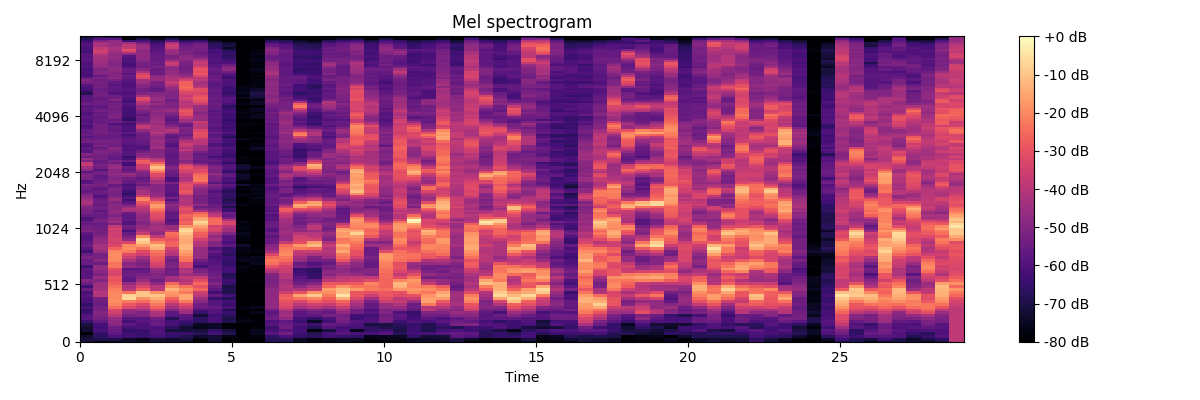 Mel spectrogram
+0 dB
8192
-10 dB
4096
-20 dB
-30 dB
Hz
2048
-40 dB
1024
-50 dB
-60 dB
512
-70 dB
0
-80 dB
0 5 10 15 20 25
Time